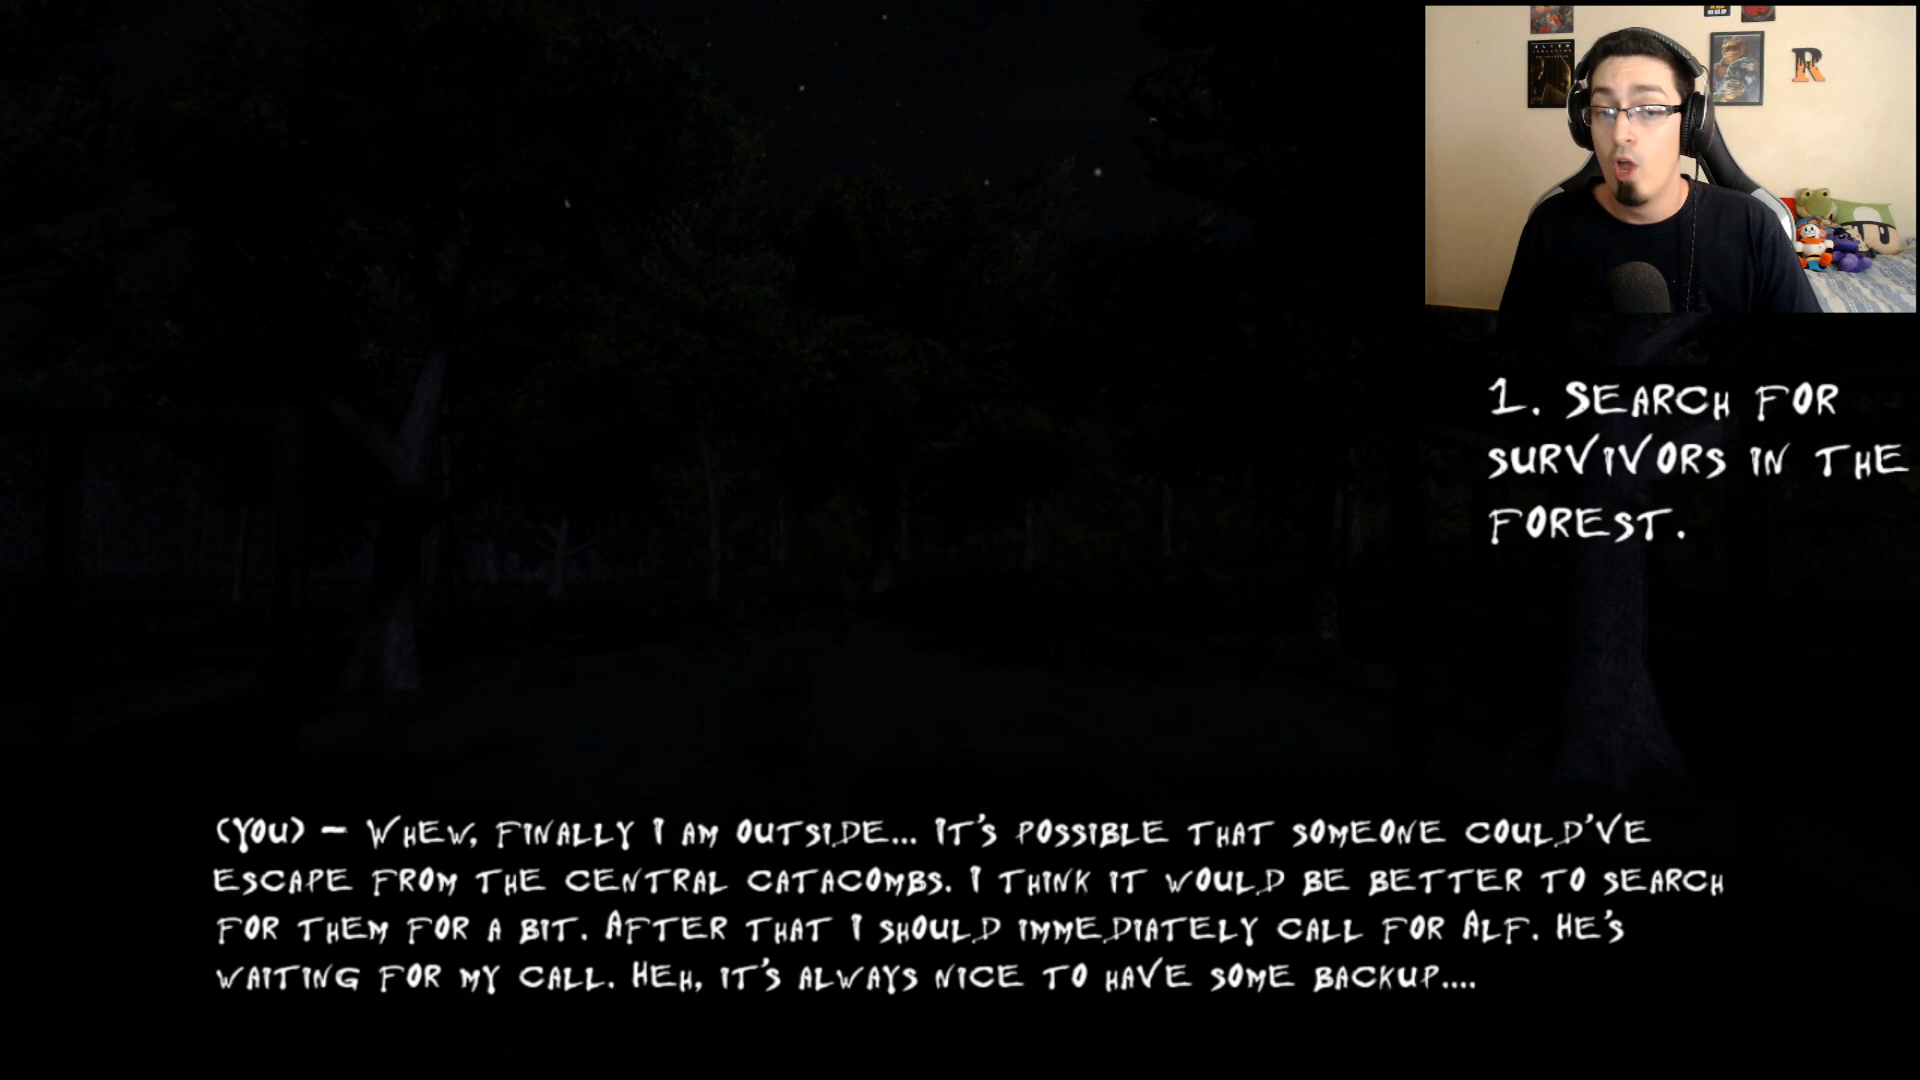 R
1. Search for
survivors in the
forest.
(You) – Whew, finally I am outside... It's possible that someone could've
escape from the central catacombs. I think it would be better to search
for them for a bit. After that I should immediately call for Alf. He's
waiting for my call. Heh, it's always nice to have some backup....